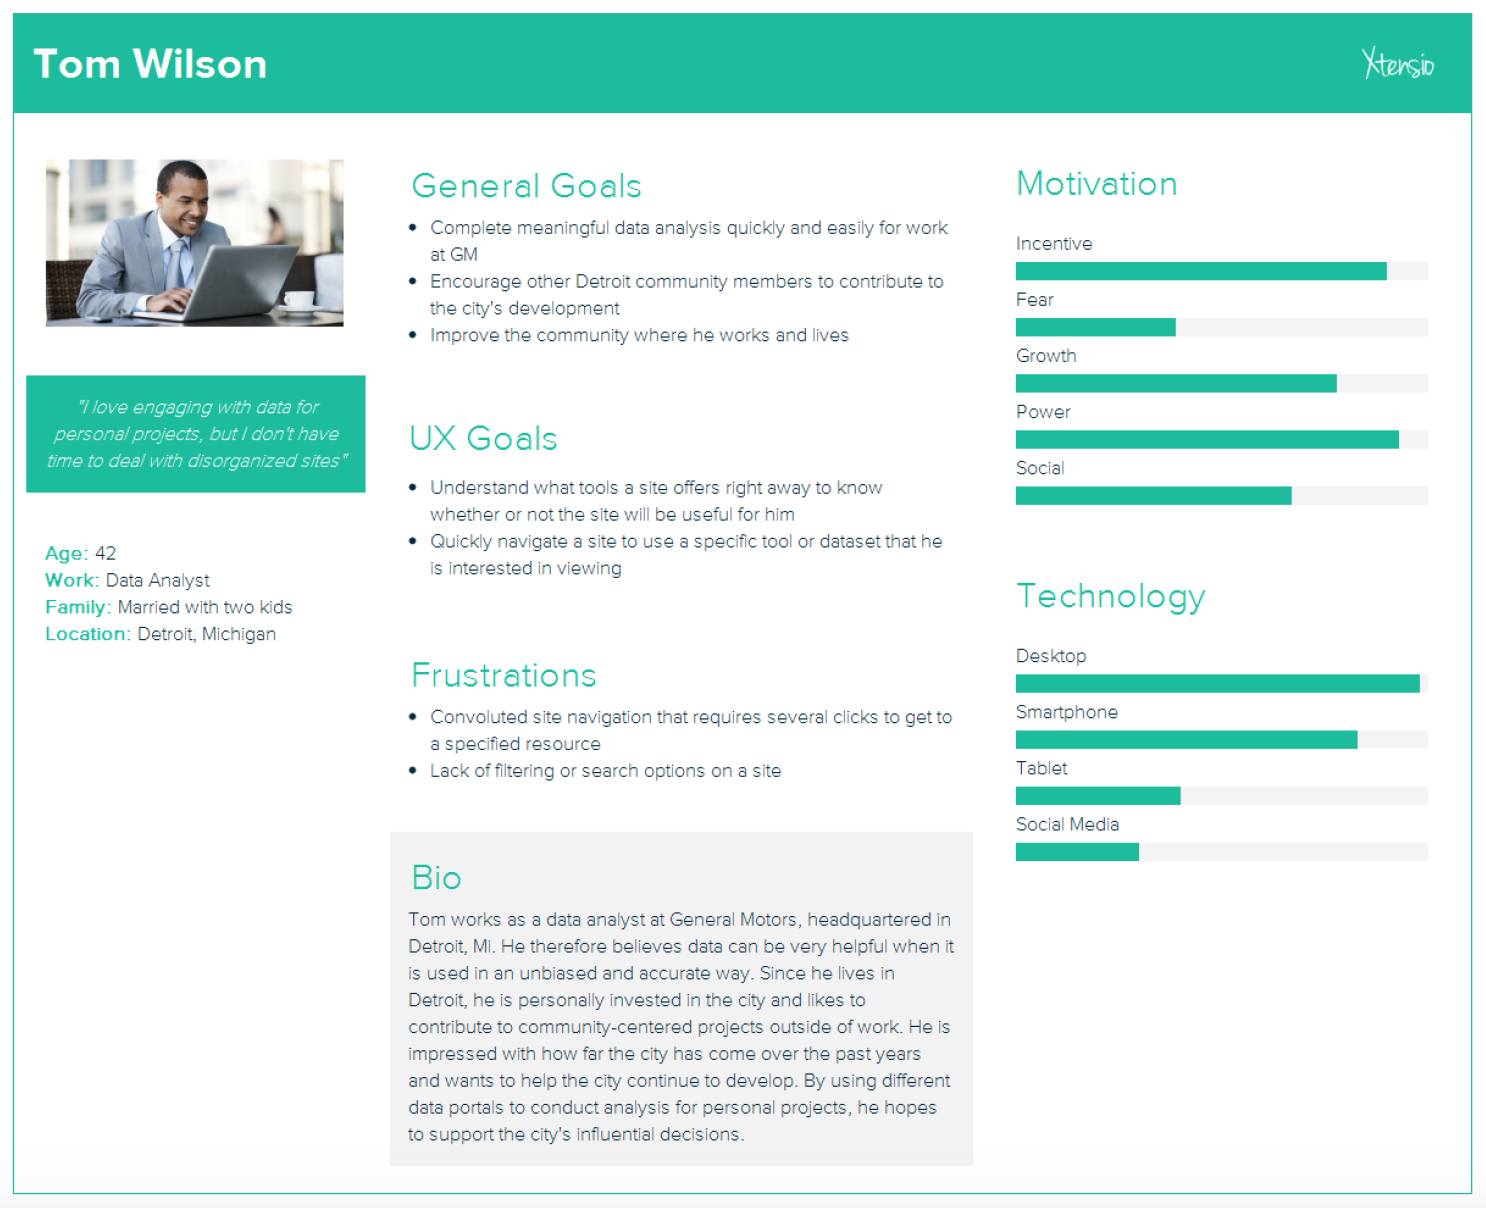 Tom Wilson
Xtensio
"I love engaging with data for
personal projects, but I don't have
time to deal with disorganized sites"
Age: 42
Work: Data Analyst
Family: Married with two kids
Location: Detroit, Michigan
General Goals
• Complete meaningful data analysis quickly and easily for work
at GM
• Encourage other Detroit community members to contribute to
the city's development
• Improve the community where he works and lives
UX Goals
• Understand what tools a site offers right away to know
whether or not the site will be useful for him
• Quickly navigate a site to use a specific tool or dataset that he
is interested in viewing
Frustrations
• Convoluted site navigation that requires several clicks to get to
a specified resource
• Lack of filtering or search options on a site
Bio
Tom works as a data analyst at General Motors, headquartered in
Detroit, Mi. He therefore believes data can be very helpful when it
is used in an unbiased and accurate way. Since he lives in
Detroit, he is personally invested in the city and likes to
contribute to community-centered projects outside of work. He is
impressed with how far the city has come over the past years
and wants to help the city continue to develop. By using different
data portals to conduct analysis for personal projects, he hopes
to support the city's influential decisions.
Motivation
Incentive
Fear
Growth
Power
Social
Technology
Desktop
Smartphone
Tablet
Social Media